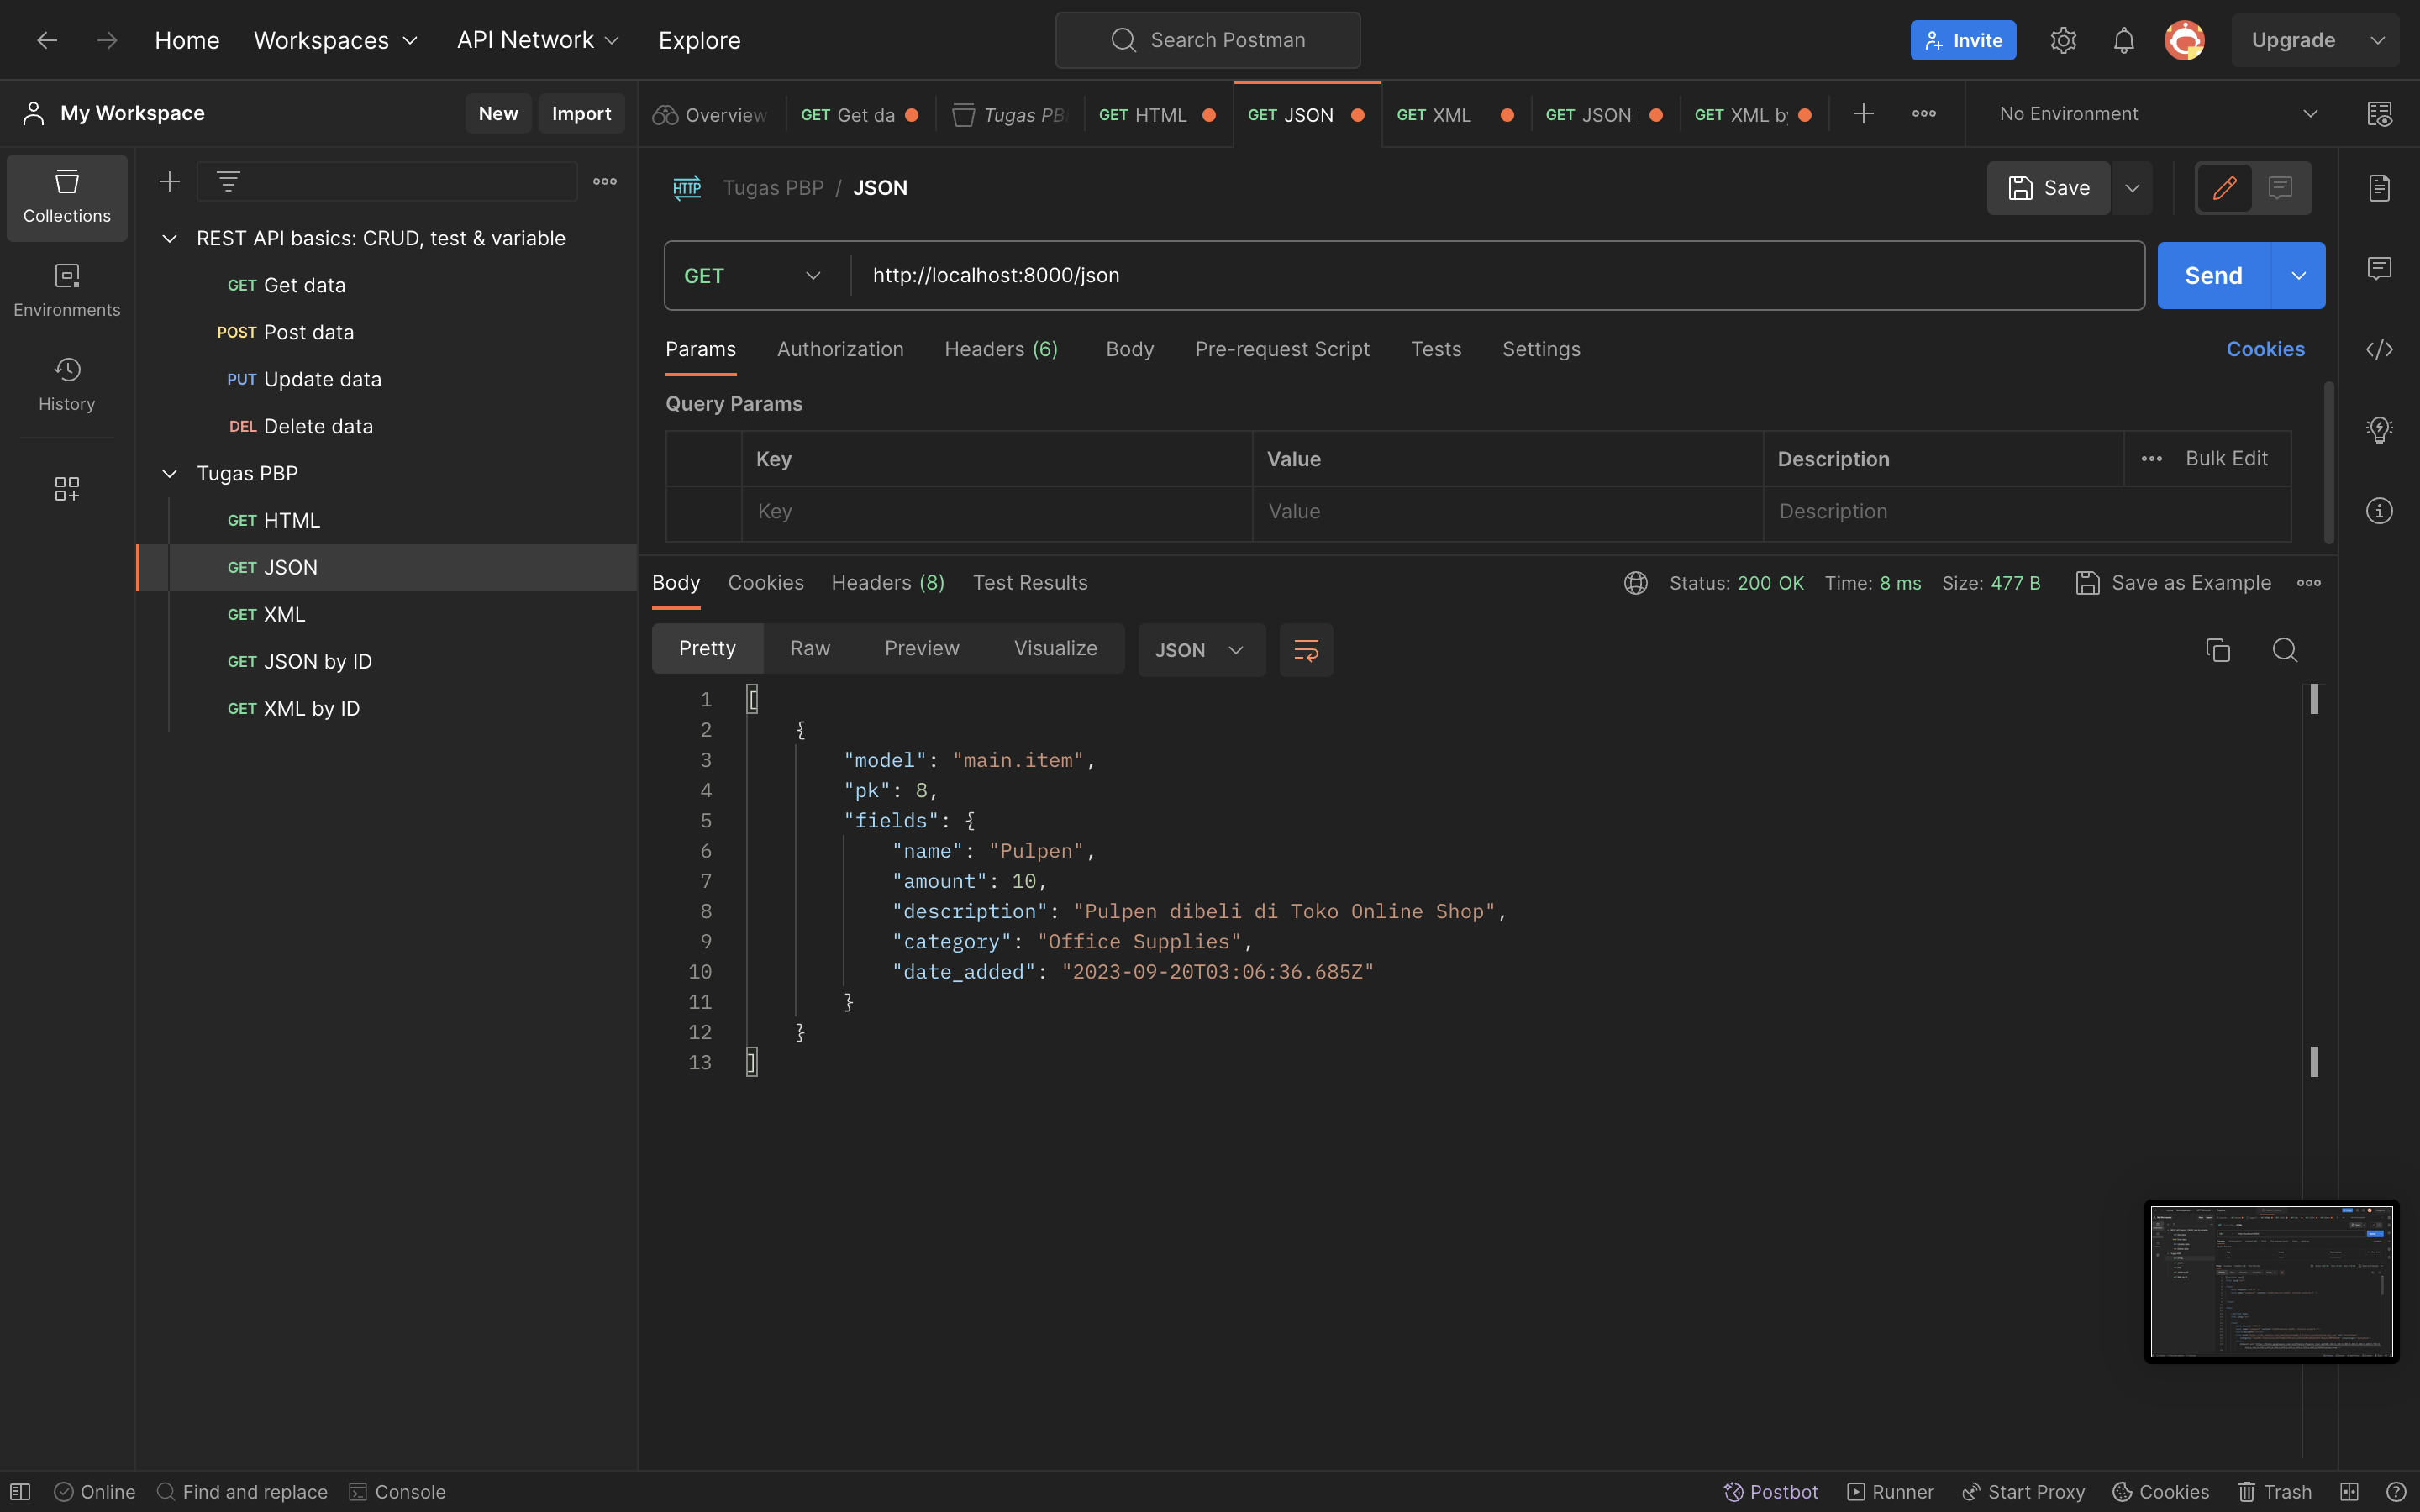 Home Workspaces API Network Explore Search Postman Invite Upgrade
My Workspace New Import
Overview GET Get da Tugas PB GET HTML GET JSON GET XML GET JSON GET XML by No Environment
Collections
Environments
History
REST API basics: CRUD, test & variable
GET Get data
POST Post data
PUT Update data
DEL Delete data
Tugas PBP
GET HTML
GET JSON
GET XML
GET JSON by ID
GET XML by ID
HTTP Tugas PBP / JSON Save
GET http://localhost:8000/json Send
Params Authorization Headers (6) Body Pre-request Script Tests Settings Cookies
Query Params
Key Value Description Bulk Edit
Key Value Description
Body Cookies Headers (8) Test Results Status: 200 OK Time: 8 ms Size: 477 B Save as Example
Pretty Raw Preview Visualize JSON
1 [
2 {
3 "model": "main.item",
4 "pk": 8,
5 "fields": {
6 "name": "Pulpen",
7 "amount": 10,
8 "description": "Pulpen dibeli di Toko Online Shop",
9 "category": "Office Supplies",
10 "date_added": "2023-09-20T03:06:36.685Z"
11 }
12 }
13 ]
Online Find and replace Console Postbot Runner Start Proxy Cookies Trash